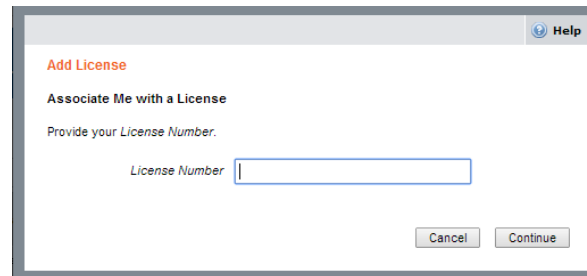 Help
Add License
Associate Me with a License
Provide your License Number.
License Number
Cancel Continue